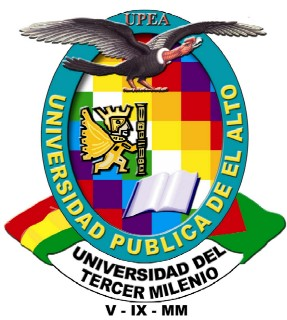 UPEA
UNIVERSIDAD PUBLICA DE EL ALTO
UNIVERSIDAD DEL
TERCER MILENIO
V - IX - MM